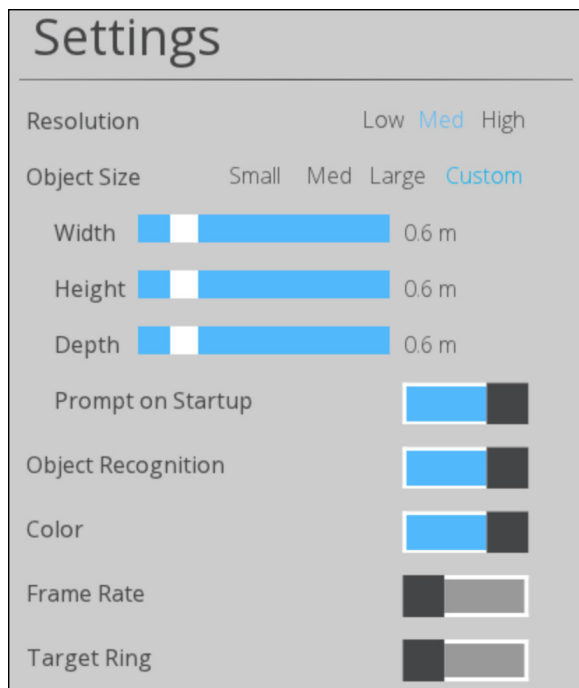 Settings
Resolution Low Med High
Object Size Small Med Large Custom
Width 0.6 m
Height 0.6 m
Depth 0.6 m
Prompt on Startup
Object Recognition
Color
Frame Rate
Target Ring